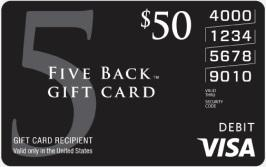 5
$50
4000
1234
5678
9010
FIVE BACK™
GIFT CARD
VALID
THRU
SECURITY
CODE
GIFT CARD RECIPIENT
Valid only in the United States
DEBIT
VISA